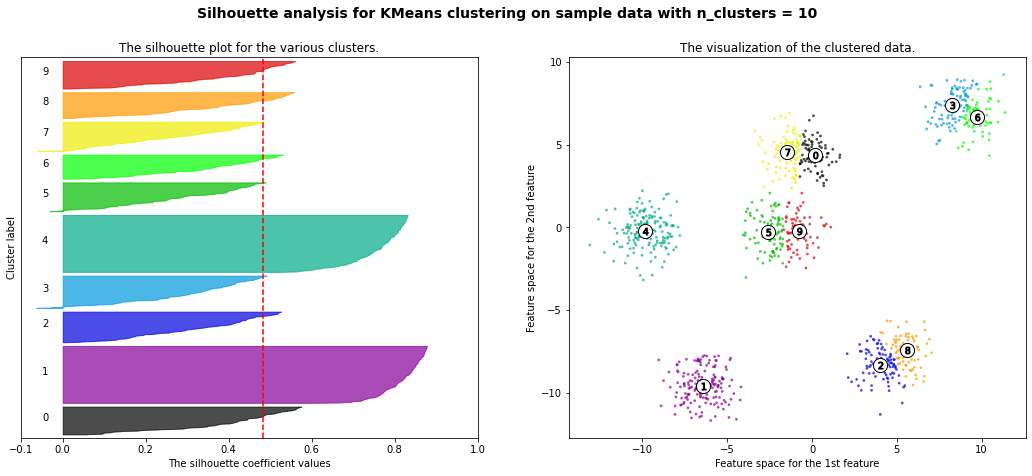 Silhouette analysis for KMeans clustering on sample data with n_clusters = 10
The silhouette plot for the various clusters.
Cluster label
9
8
7
6
5
4
3
2
1
0
-0.1 0.0 0.2 0.4 0.6 0.8 1.0
The silhouette coefficient values
The visualization of the clustered data.
Feature space for the 2nd feature
10
5
0
−5
−10
3
6
7
0
4
5
9
8
2
1
−10 −5 0 5 10
Feature space for the 1st feature